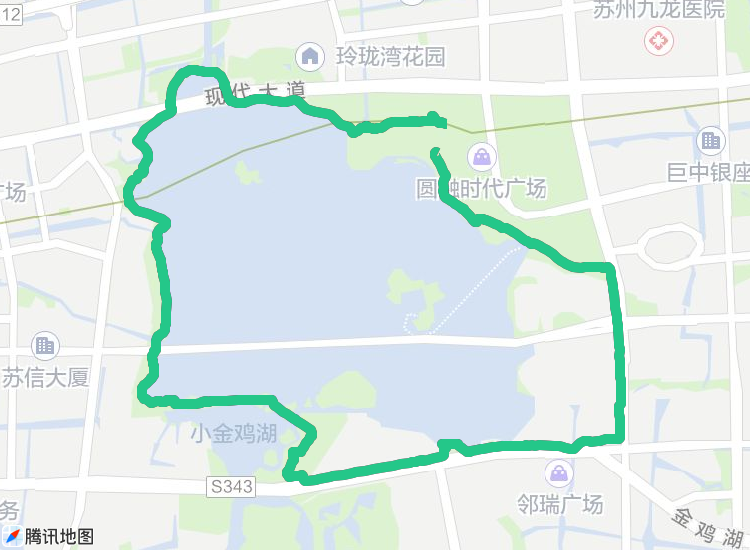 12
苏州九龙医院
玲珑湾花园
现代大道
巨中银座
广场
圆融时代广场
苏信大厦
小金鸡湖
S343
邻瑞广场
务
金鸡湖
腾讯地图